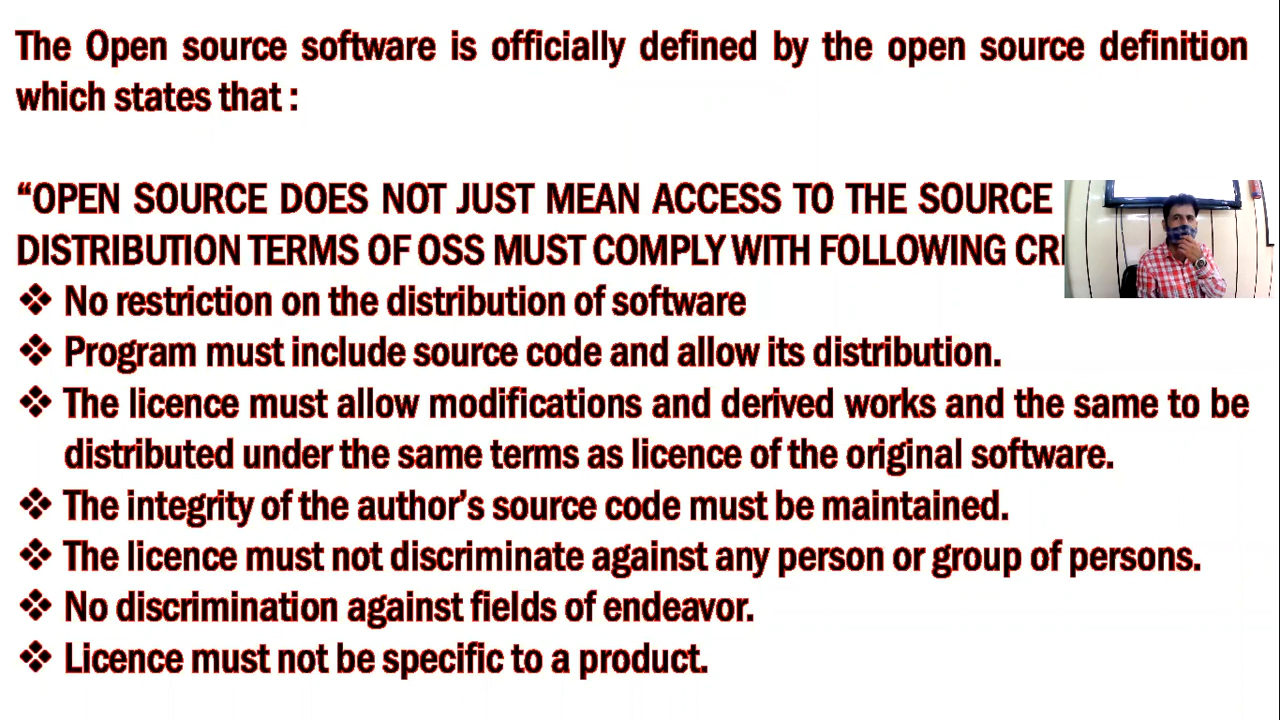 The Open source software is officially defined by the open source definition
which states that :
“OPEN SOURCE DOES NOT JUST MEAN ACCESS TO THE SOURCE
DISTRIBUTION TERMS OF OSS MUST COMPLY WITH FOLLOWING
❖ No restriction on the distribution of software
❖ Program must include source code and allow its distribution.
❖ The licence must allow modifications and derived works and the same to be
distributed under the same terms as licence of the original software.
❖ The integrity of the author’s source code must be maintained.
❖ The licence must not discriminate against any person or group of persons.
❖ No discrimination against fields of endeavor.
❖ Licence must not be specific to a product.